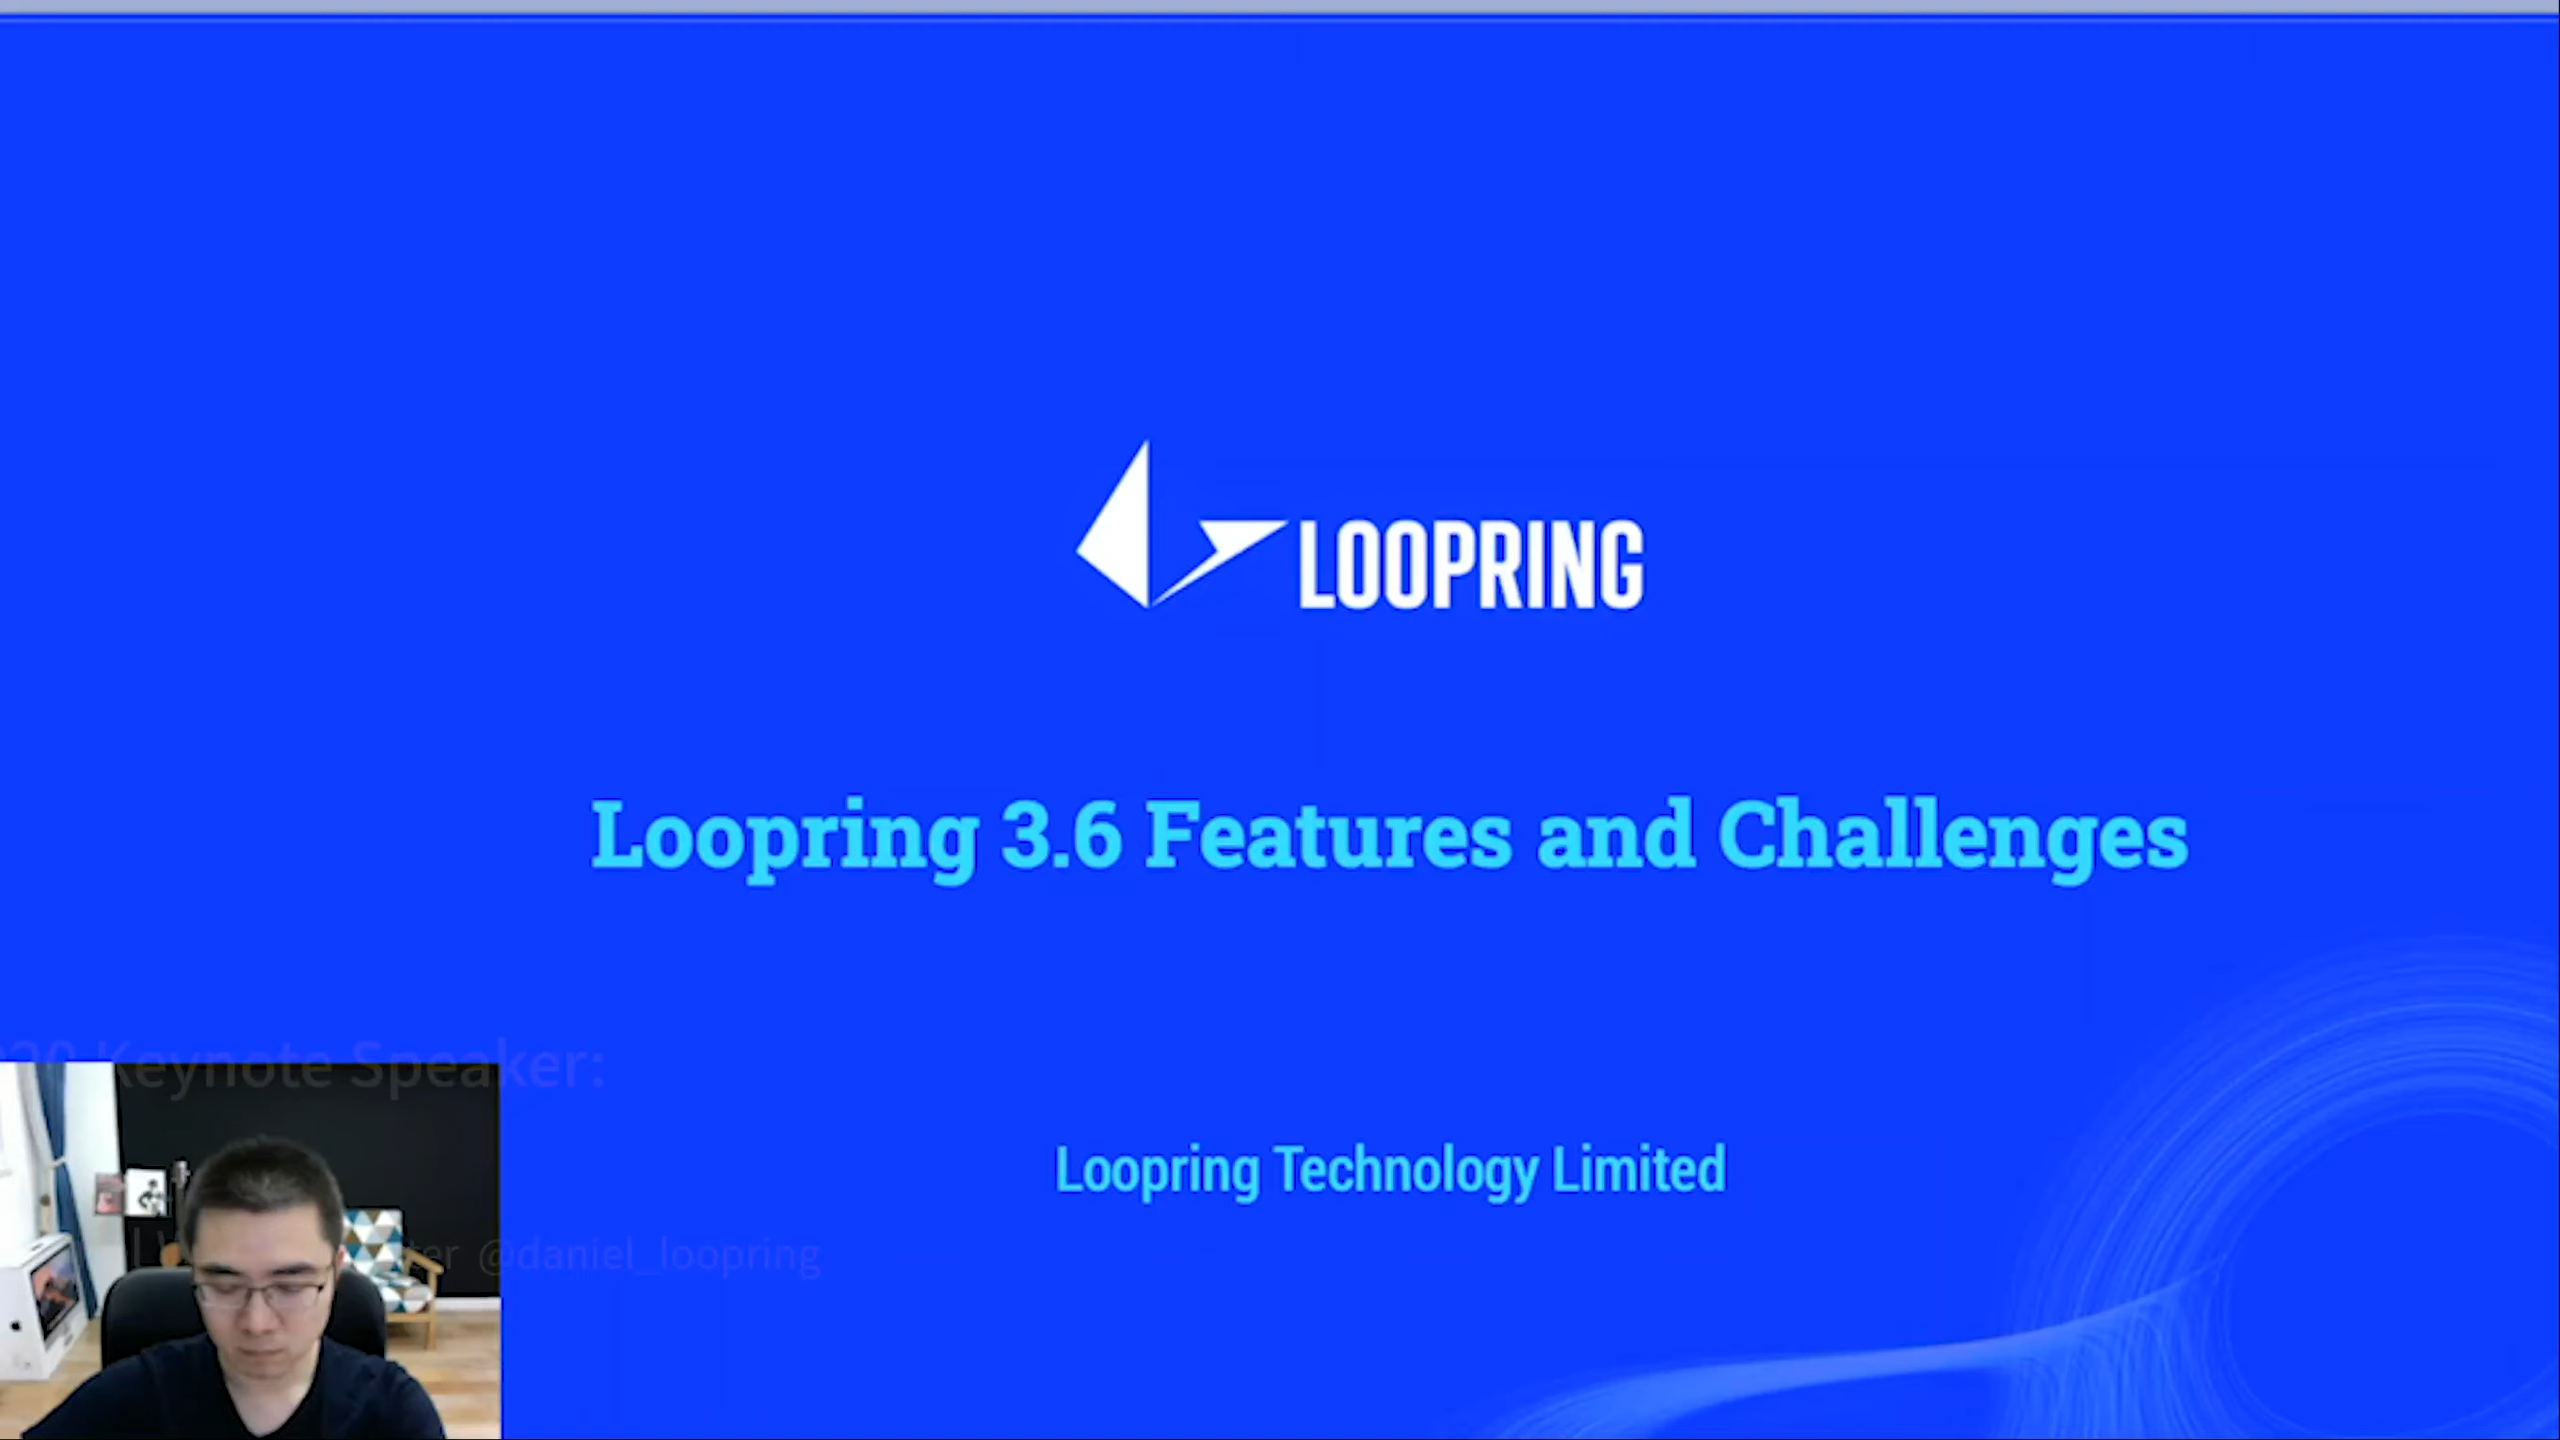 LOOPRING
Loopring 3.6 Features and Challenges
Keynote Speaker:
Loopring Technology Limited
@daniel_loopring